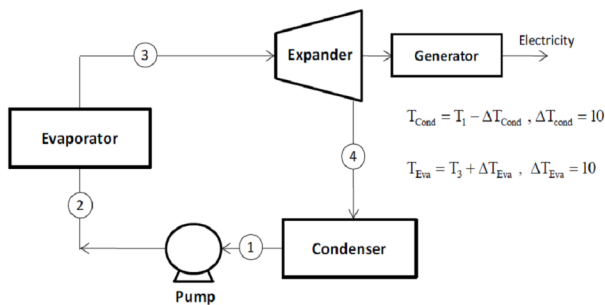 Electricity
3
Expander
Generator
T_Cond = T_1 − ΔT_Cond , ΔT_cond = 10
Evaporator
4
T_Eva = T_3 + ΔT_Eva , ΔT_Eva = 10
2
1
Condenser
Pump